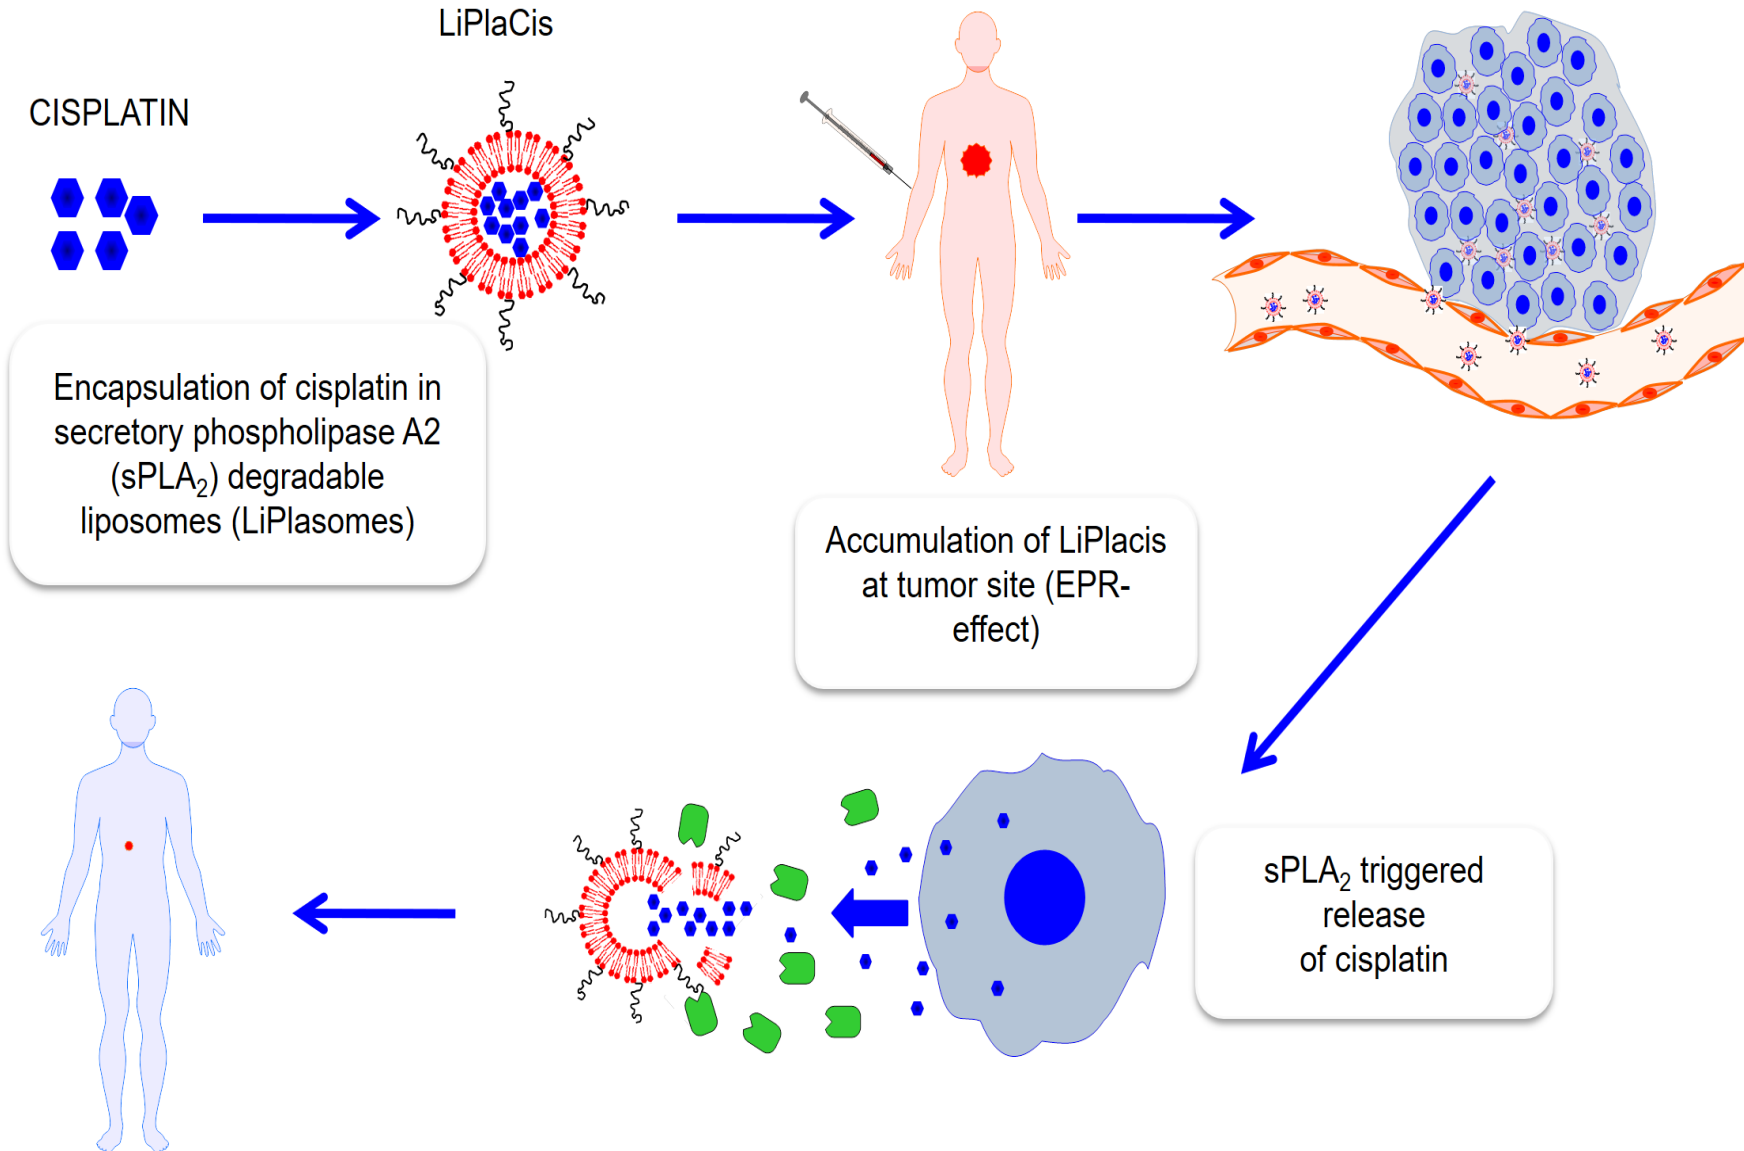 LiPlaCis
CISPLATIN
Encapsulation of cisplatin in
secretory phospholipase A2
(sPLA₂) degradable
liposomes (LiPlasomes)
Accumulation of LiPlacis
at tumor site (EPR-
effect)
sPLA₂ triggered
release
of cisplatin